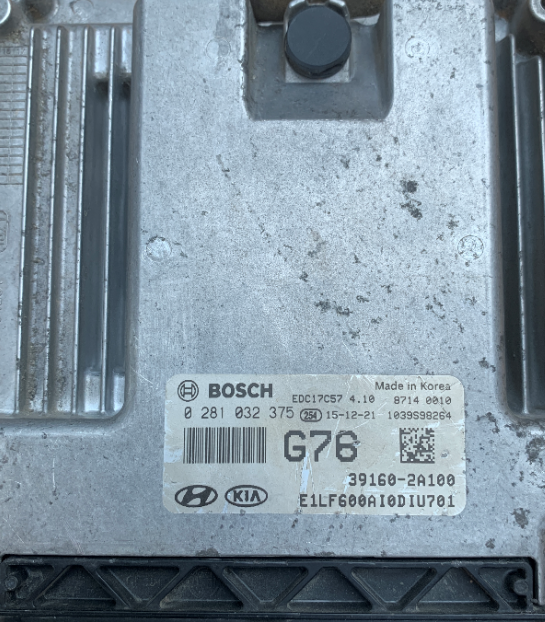 BOSCH EDC17C57 4.10 Made in Korea 8714 0010
0 281 032 375 254 15-12-21 1039S98264
G76
39160-2A100
KIA E1LF600AI0DIU701